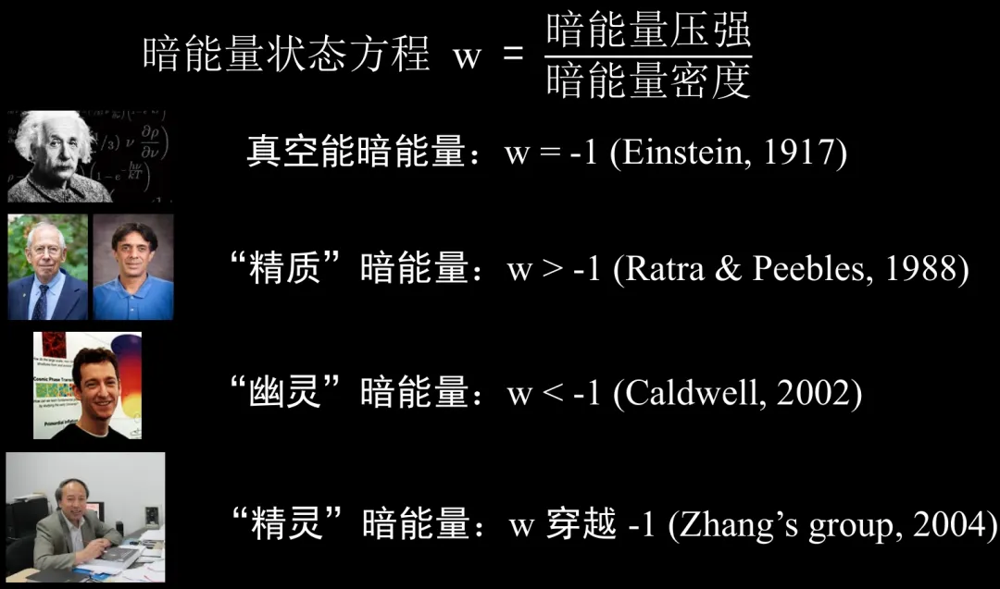 暗能量状态方程 w = 暗能量压强
暗能量密度
真空能暗能量：w = -1 (Einstein, 1917)
“精质”暗能量：w > -1 (Ratra & Peebles, 1988)
Cosmic Phase
“幽灵”暗能量：w < -1 (Caldwell, 2002)
“精灵”暗能量：w 穿越 -1 (Zhang’s group, 2004)